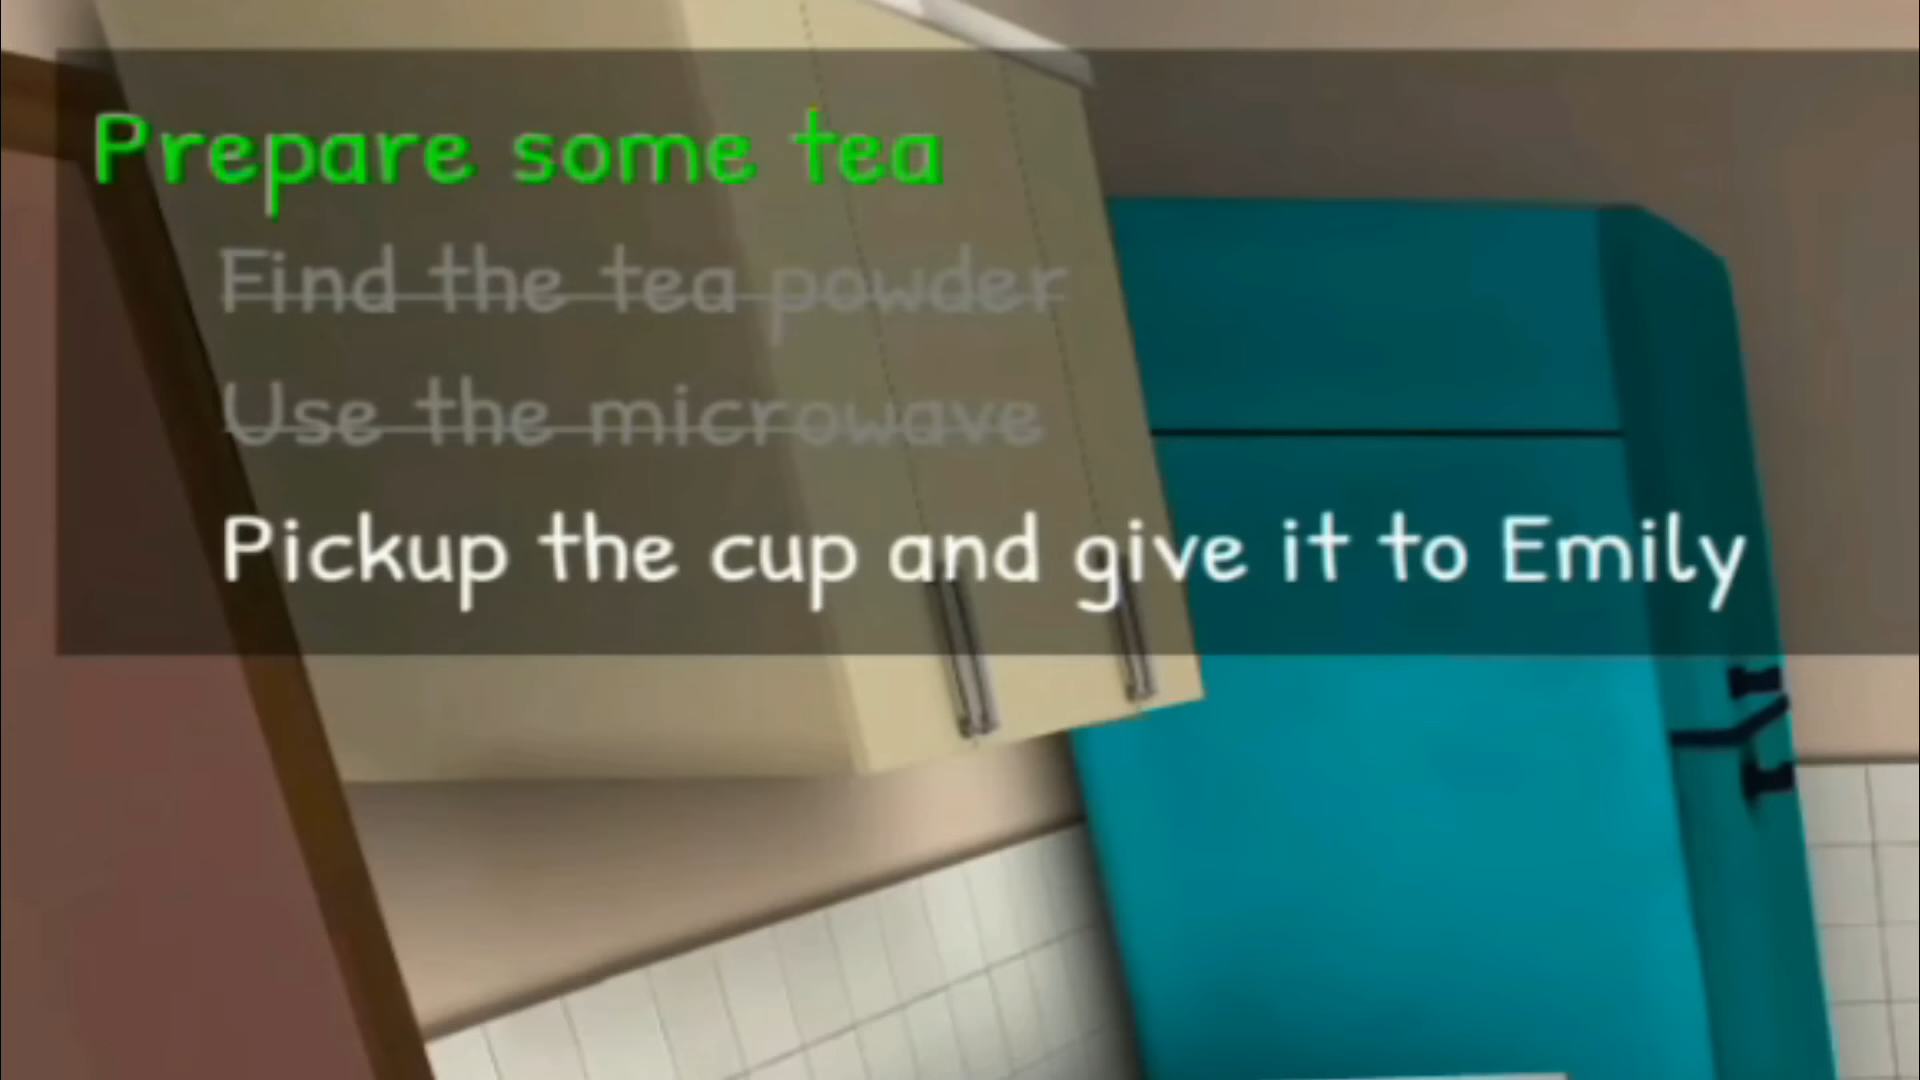 Prepare some tea
Find the tea powder
Use the microwave
Pickup the cup and give it to Emily